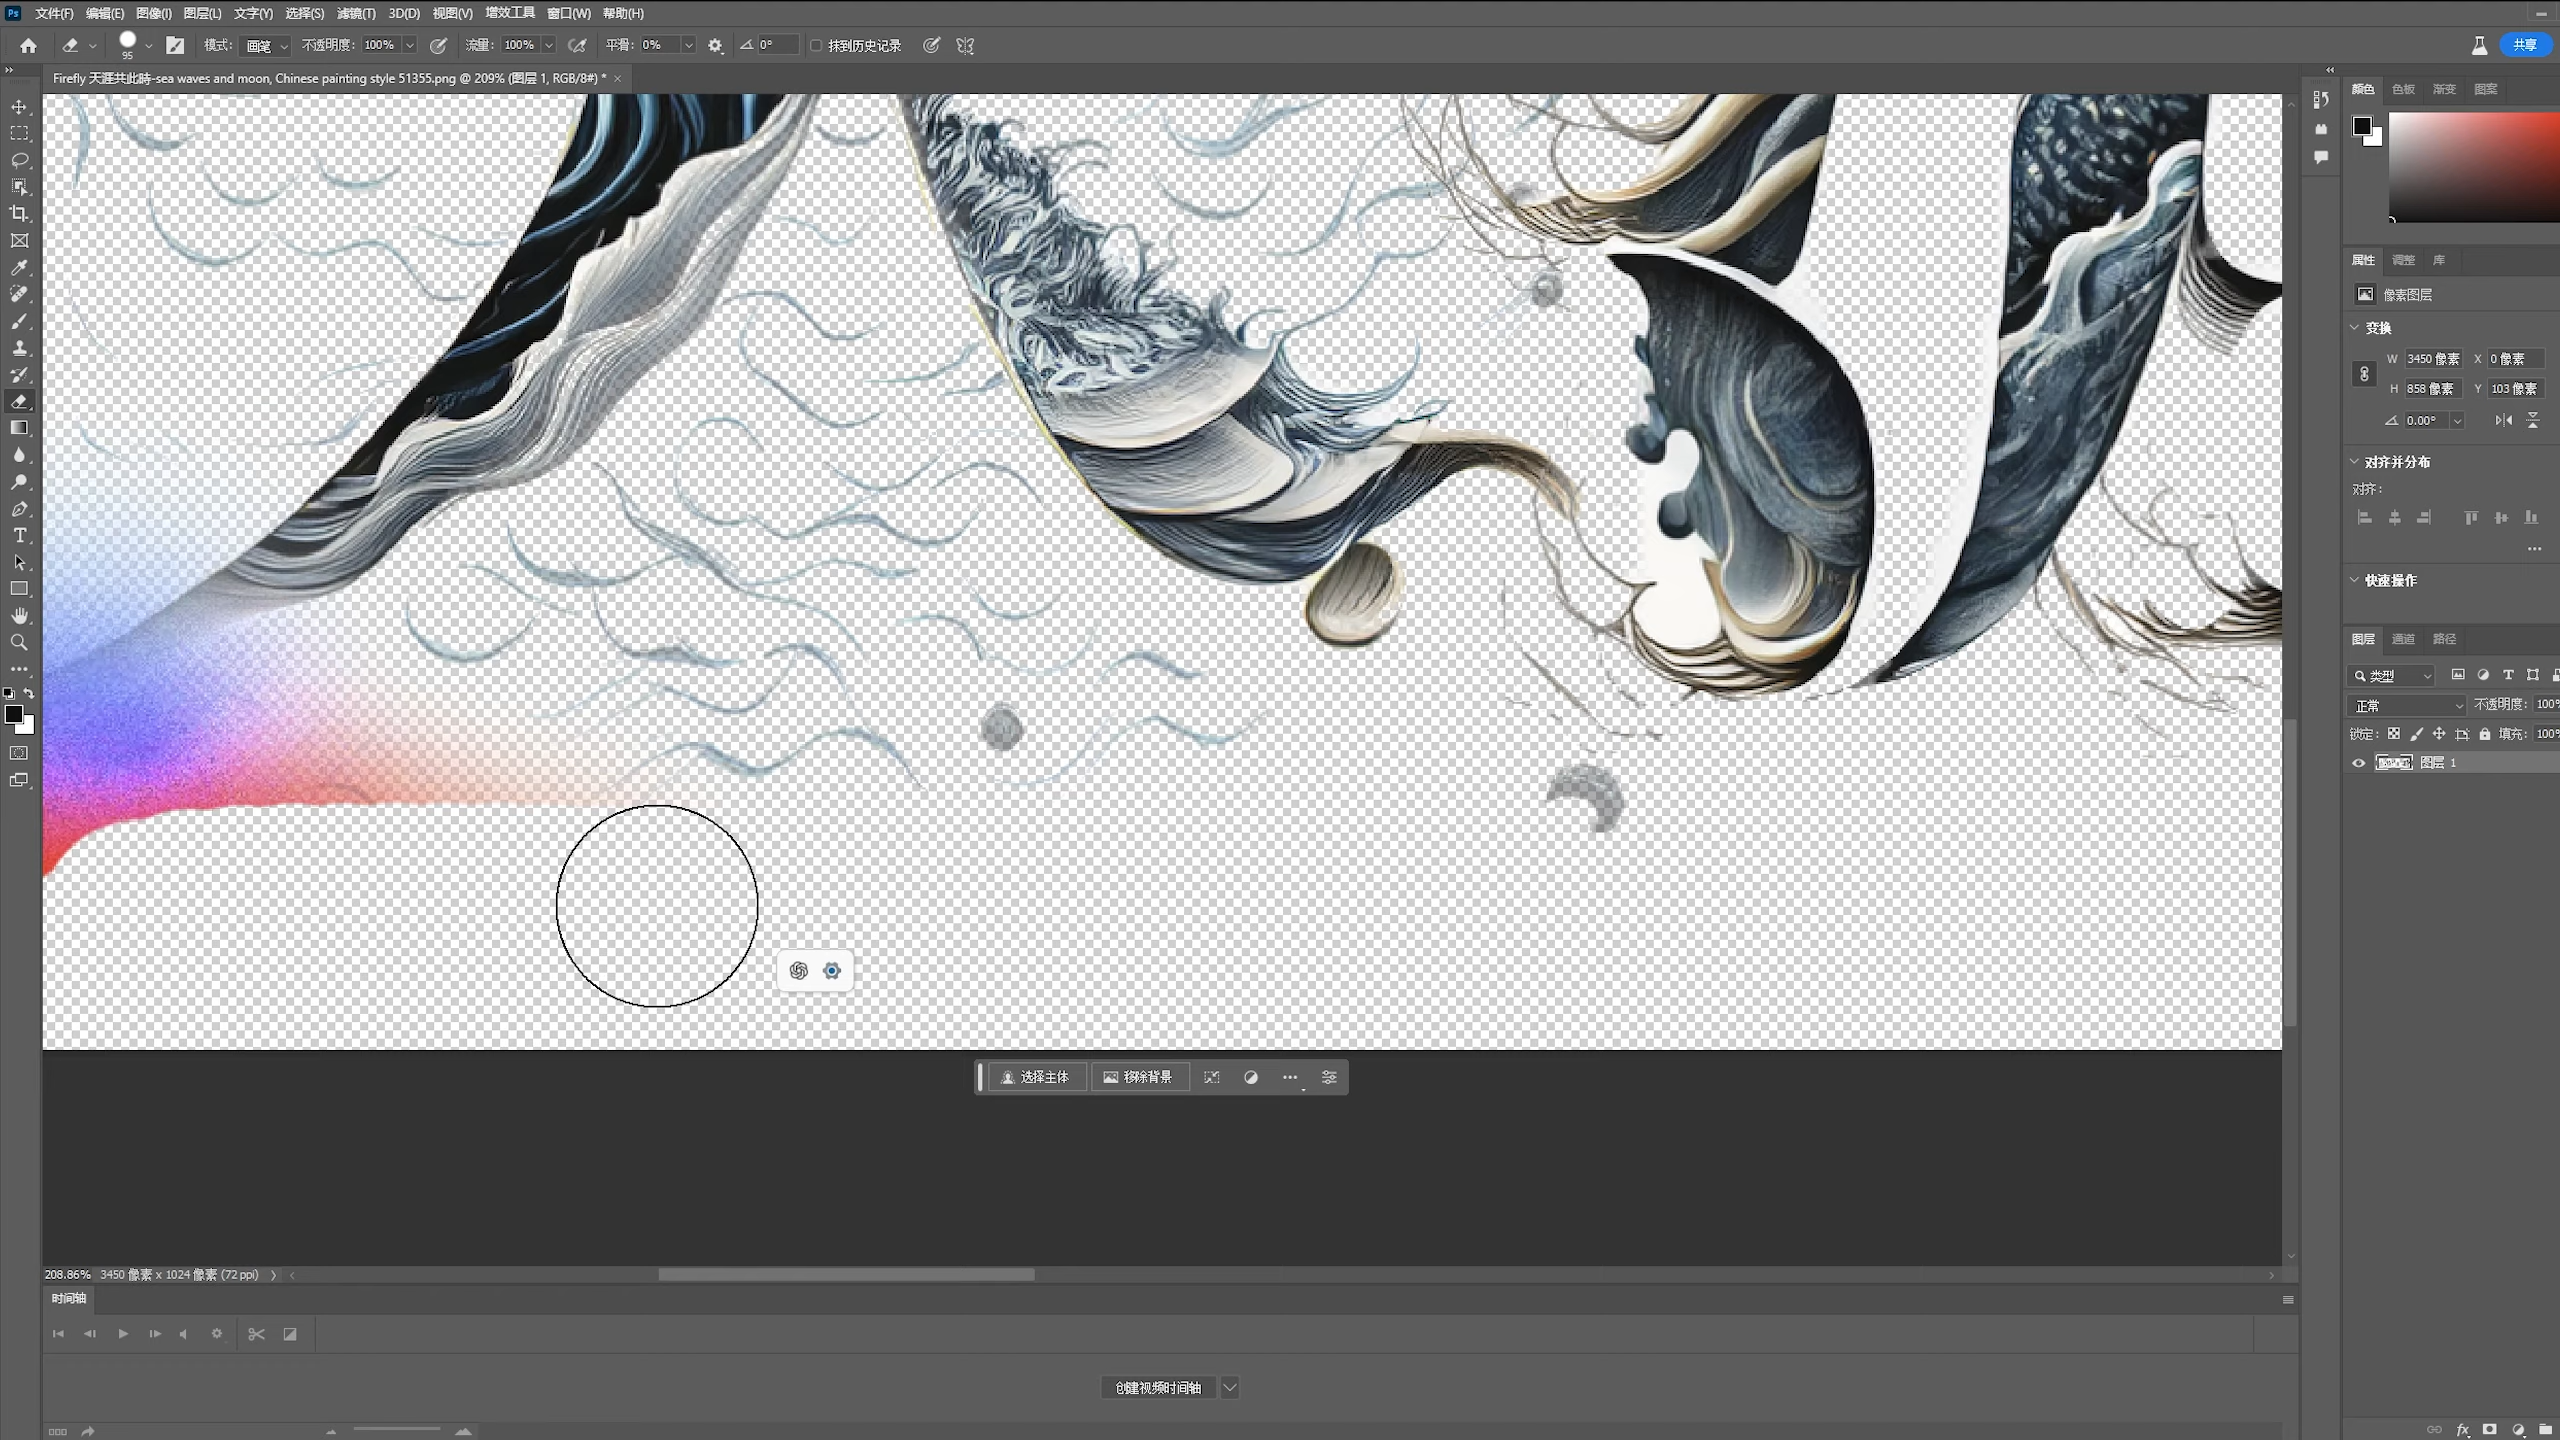 Ps 文件(F) 编辑(E) 图像(I) 图层(L) 文字(Y) 选择(S) 滤镜(T) 3D(D) 视图(V) 增效工具 窗口(W) 帮助(H)
95 模式: 画笔 不透明度: 100% 流量: 100% 平滑: 0% 0° 抹到历史记录 共享
Firefly 天涯共此時-sea waves and moon, Chinese painting style 51355.png @ 209% (图层 1, RGB/8#) * ×
颜色 色板 渐变 图案
属性 调整 库
像素图层
变换
W 3450 像素 X 0 像素
H 858 像素 Y 103 像素
0.00°
对齐并分布
对齐:
快速操作
图层 通道 路径
类型
正常 不透明度: 100%
锁定: 填充: 100%
图层 1
选择主体 移除背景
208.86% 3450 像素 x 1024 像素 (72 ppi)
时间轴
创建视频时间轴
fx